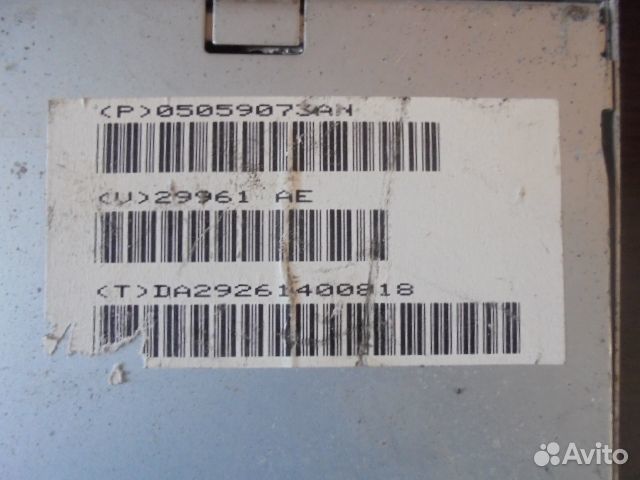 (P)05059073AN
(V)29961 AE
(T)DA29261400818
Avito